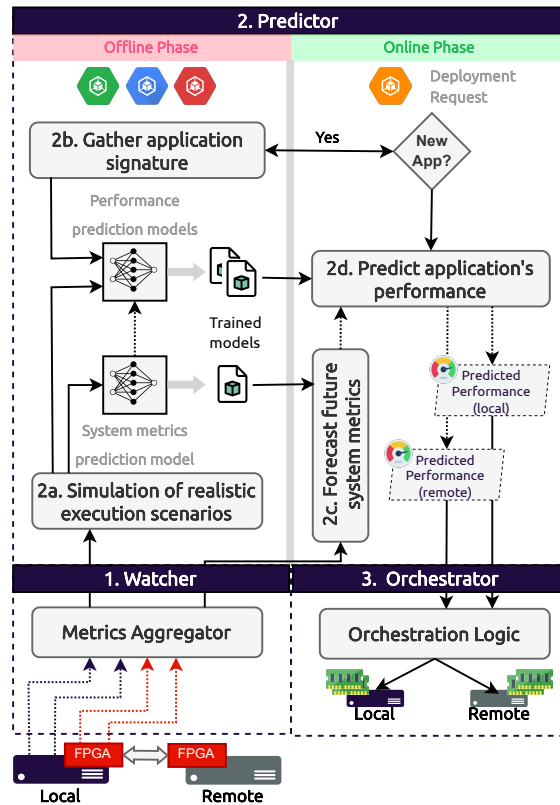 2. Predictor
Offline Phase
Online Phase
Deployment
Request
2b. Gather application
signature
Yes
New
App?
Performance
prediction models
2d. Predict application's
performance
Trained
models
System metrics
prediction model
2c. Forecast future
system metrics
Predicted
Performance
(local)
Predicted
Performance
(remote)
2a. Simulation of realistic
execution scenarios
1. Watcher
3. Orchestrator
Metrics Aggregator
Orchestration Logic
Local
Remote
FPGA
FPGA
Local
Remote